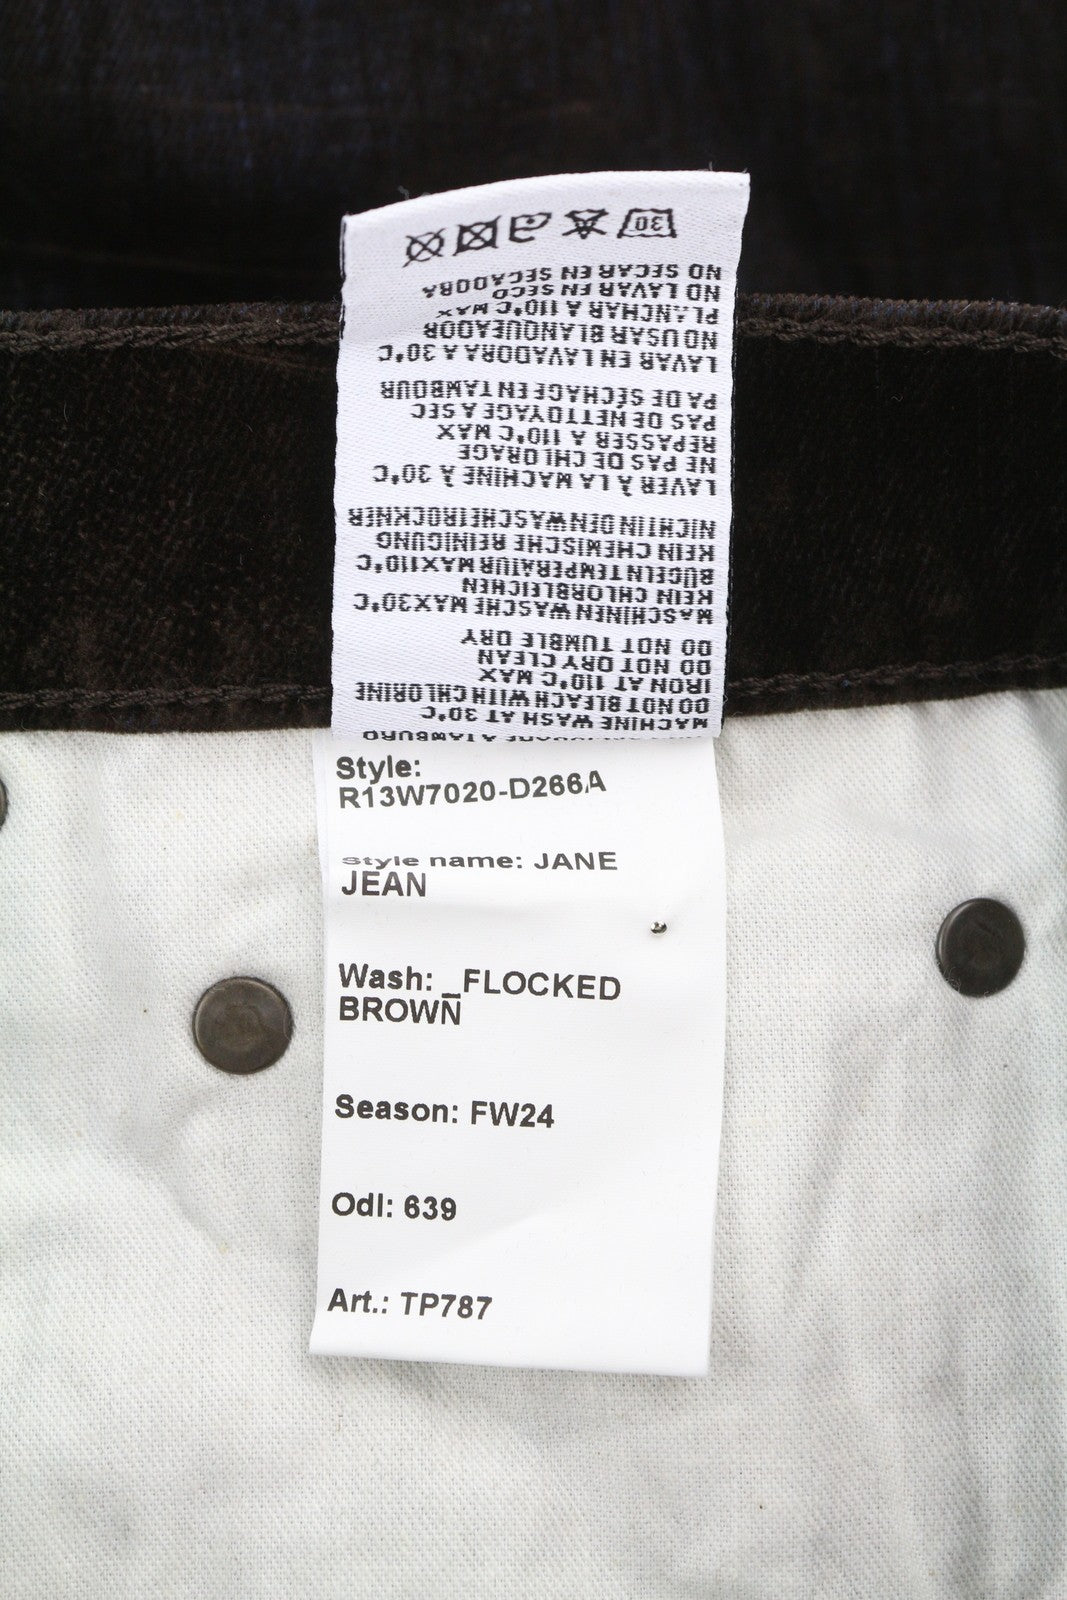 A TAMBURO
MACHINE WASH AT 30°C
DO NOT BLEACH WITH CHLORINE
IRON AT 110°C MAX
DO NOT DRY CLEAN
DO NOT TUMBLE DRY
MASCHINEN WASCHE MAX30°C
KEIN CHLORBLEICHEN
BÜGELN TEMPERATUR MAX110°C
KEIN CHEMISCHE REINIGUNG
NICHT IN DEN WASCHETROCKNER
LAVER À LA MACHINE À 30°C
NE PAS DE CHLORAGE
REPASSER A 110°C MAX
PAS DE NETTOYAGE A SEC
PA DE SÉCHAGE EN TAMBOUR
LAVAR EN LAVADORA A 30°C
NO USAR BLANQUEADOR
PLANCHAR A 110°C MAX
NO LAVAR EN SECO
NO SECAR EN SECADORA
30
Style:
R13W7020-D266A
Style name: JANE
JEAN
Wash: _FLOCKED
BROWN
Season: FW24
Odl: 639
Art.: TP787